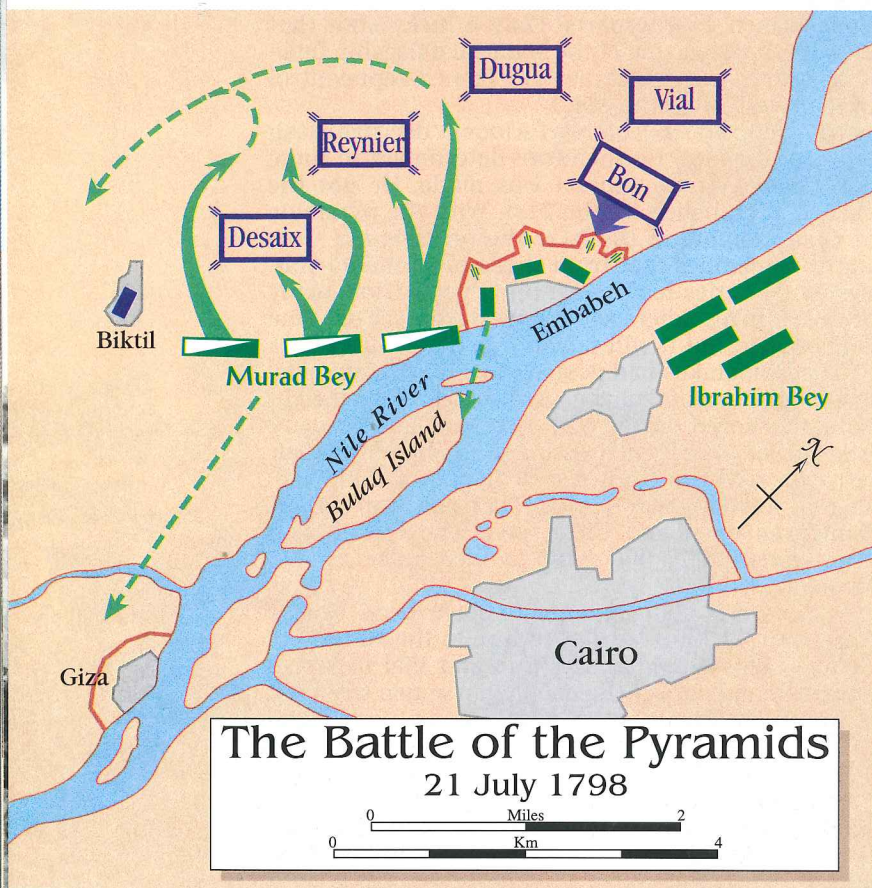 Dugua
Vial
Reynier
Bon
Desaix
Embabeh
Biktil
Murad Bey
Ibrahim Bey
Nile River
Bulaq Island
N
Cairo
Giza
The Battle of the Pyramids
21 July 1798
0 Miles 2
0 Km 4